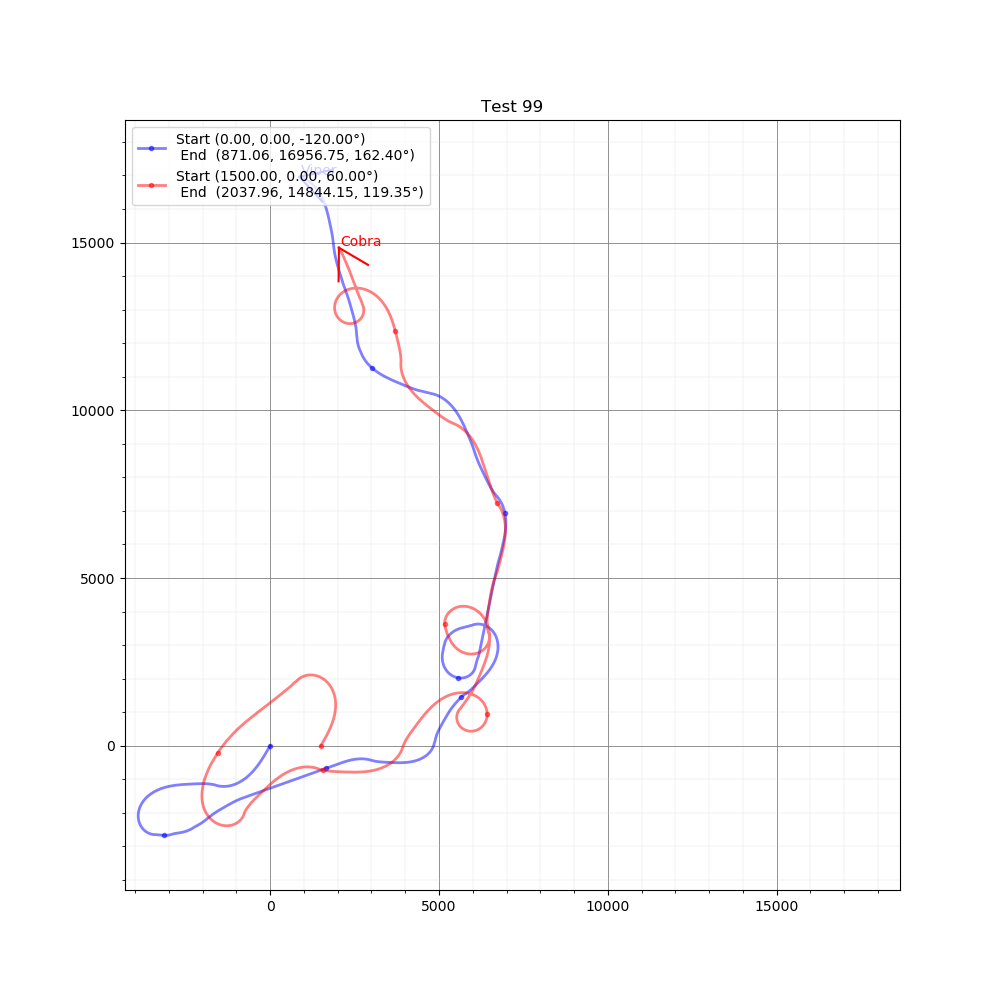 Test 99
Start (0.00, 0.00, -120.00°)
End (871.06, 16956.75, 162.40°)
Viper
Start (1500.00, 0.00, 60.00°)
End (2037.96, 14844.15, 119.35°)
Cobra
15000
10000
5000
0
0 5000 10000 15000